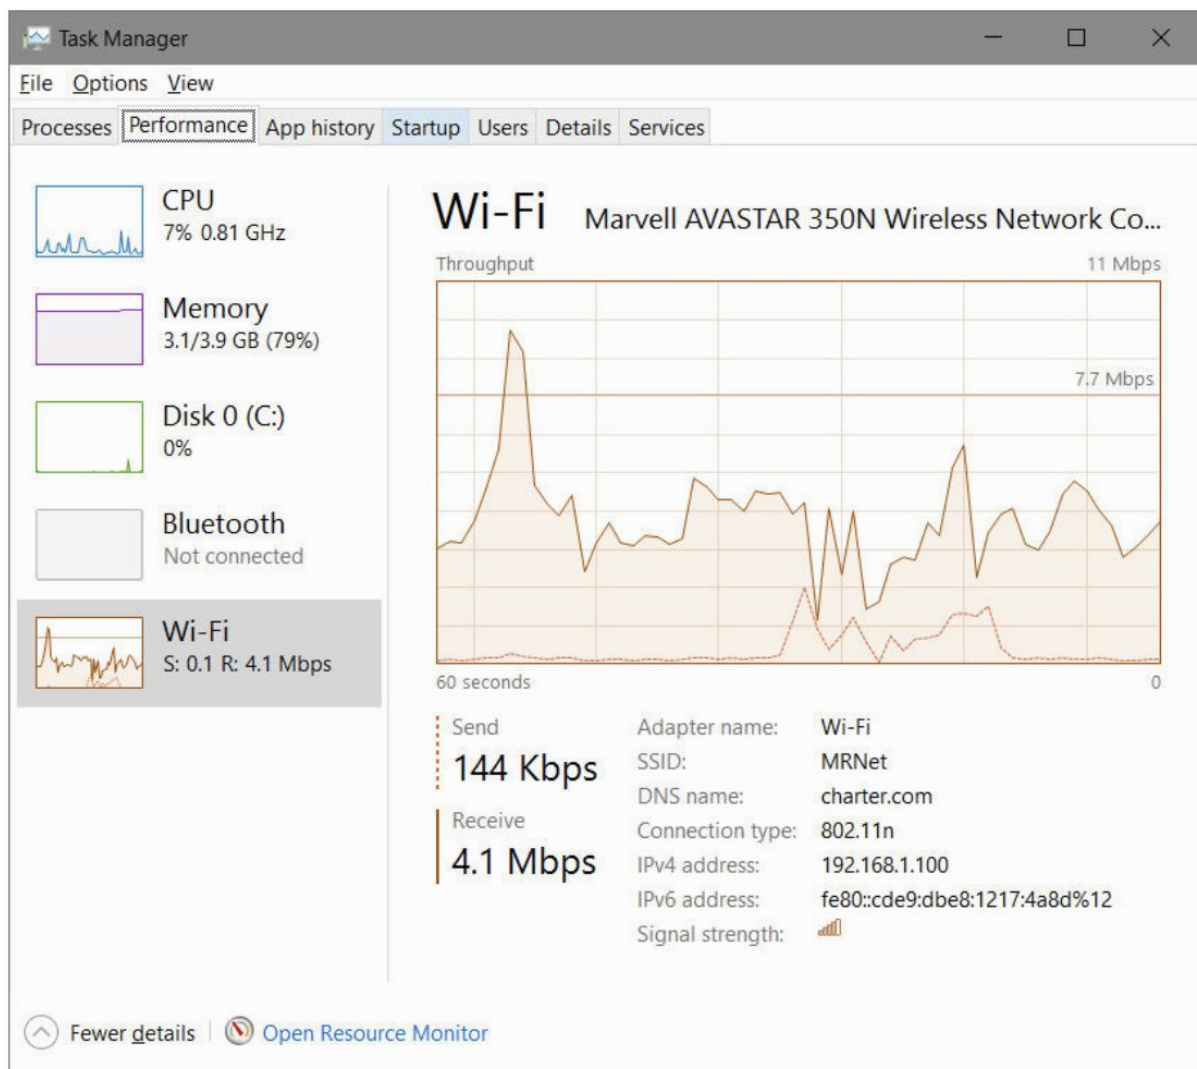 Task Manager
File Options View
Processes Performance App history Startup Users Details Services
CPU
7% 0.81 GHz
Memory
3.1/3.9 GB (79%)
Disk 0 (C:)
0%
Bluetooth
Not connected
Wi-Fi
S: 0.1 R: 4.1 Mbps
Wi-Fi Marvell AVASTAR 350N Wireless Network Co...
Throughput 11 Mbps
7.7 Mbps
60 seconds 0
Send
144 Kbps
Receive
4.1 Mbps
Adapter name: Wi-Fi
SSID: MRNet
DNS name: charter.com
Connection type: 802.11n
IPv4 address: 192.168.1.100
IPv6 address: fe80::cde9:dbe8:1217:4a8d%12
Signal strength:
Fewer details Open Resource Monitor